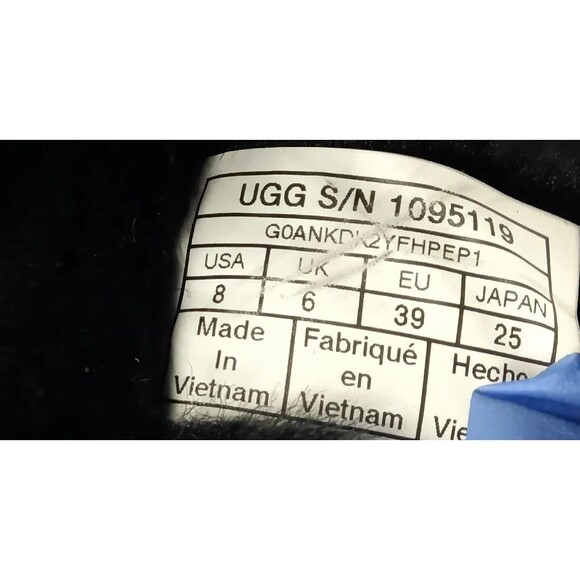 UGG S/N 1095119
USA UK EU JAPAN
8 6 39 25
Made Fabriqué Hecho
In en
Vietnam Vietnam